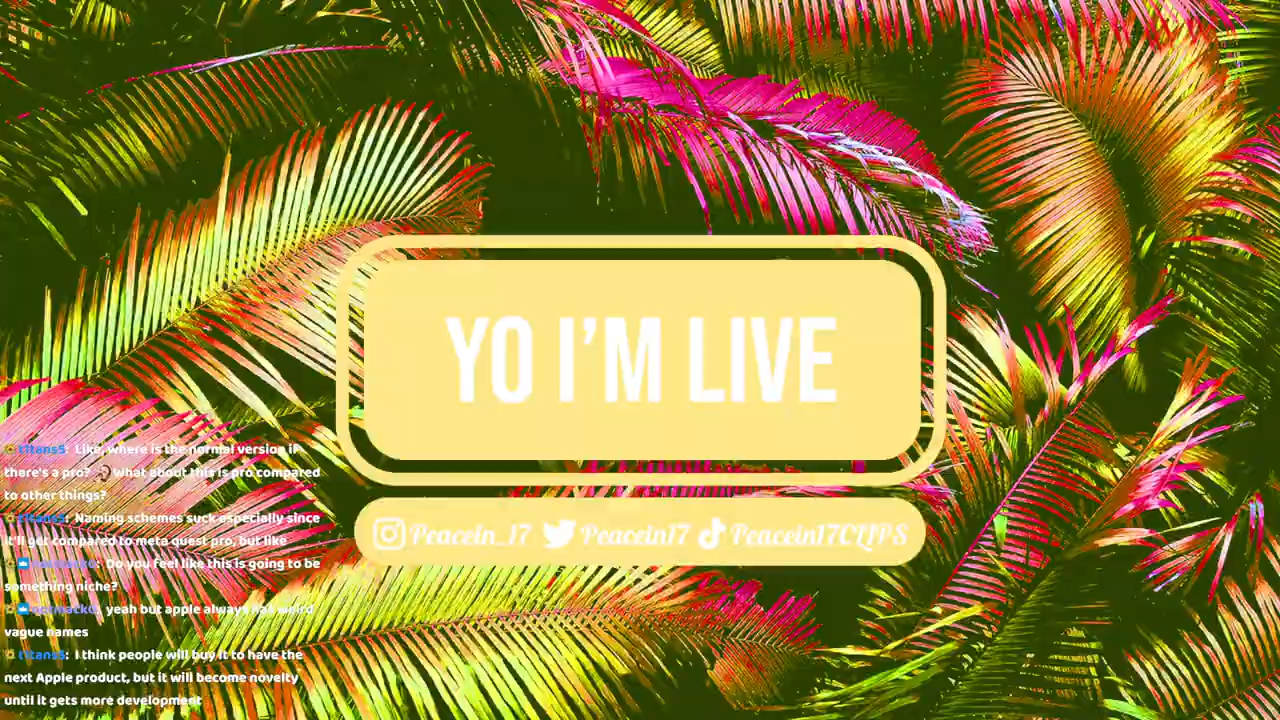 YO I'M LIVE
PeaceIn_17 Peacein17 Peacein17CLIPS
t1tans5: Like, where is the normal version if
there's a pro? what about this is pro compared
to other things?
t1tans5: Naming schemes suck especially since
it'll get compared to meta quest pro, but like
: Do you feel like this is going to be
something niche?
: yeah but apple always has weird
vague names
t1tans5: I think people will buy it to have the
next Apple product, but it will become novelty
until it gets more development